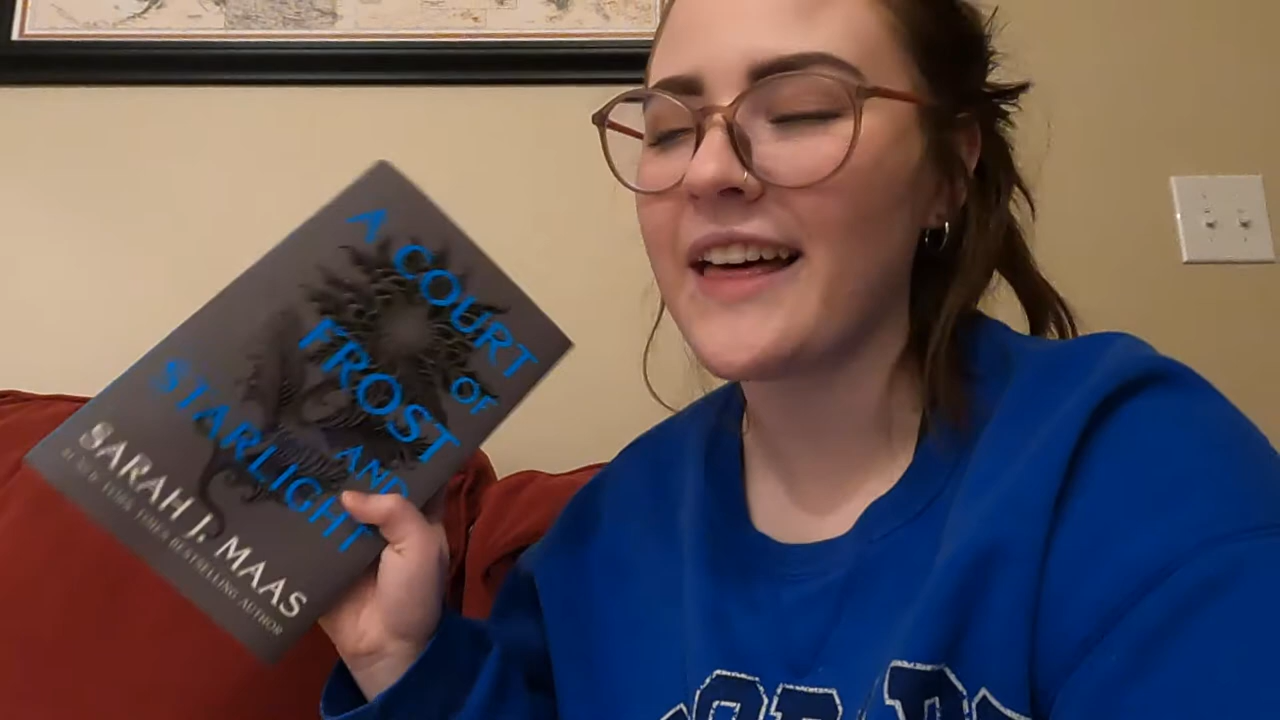 A COURT
OF
FROST
AND
STARLIGHT
SARAH J. MAAS
#1 NEW YORK TIMES BESTSELLING AUTHOR